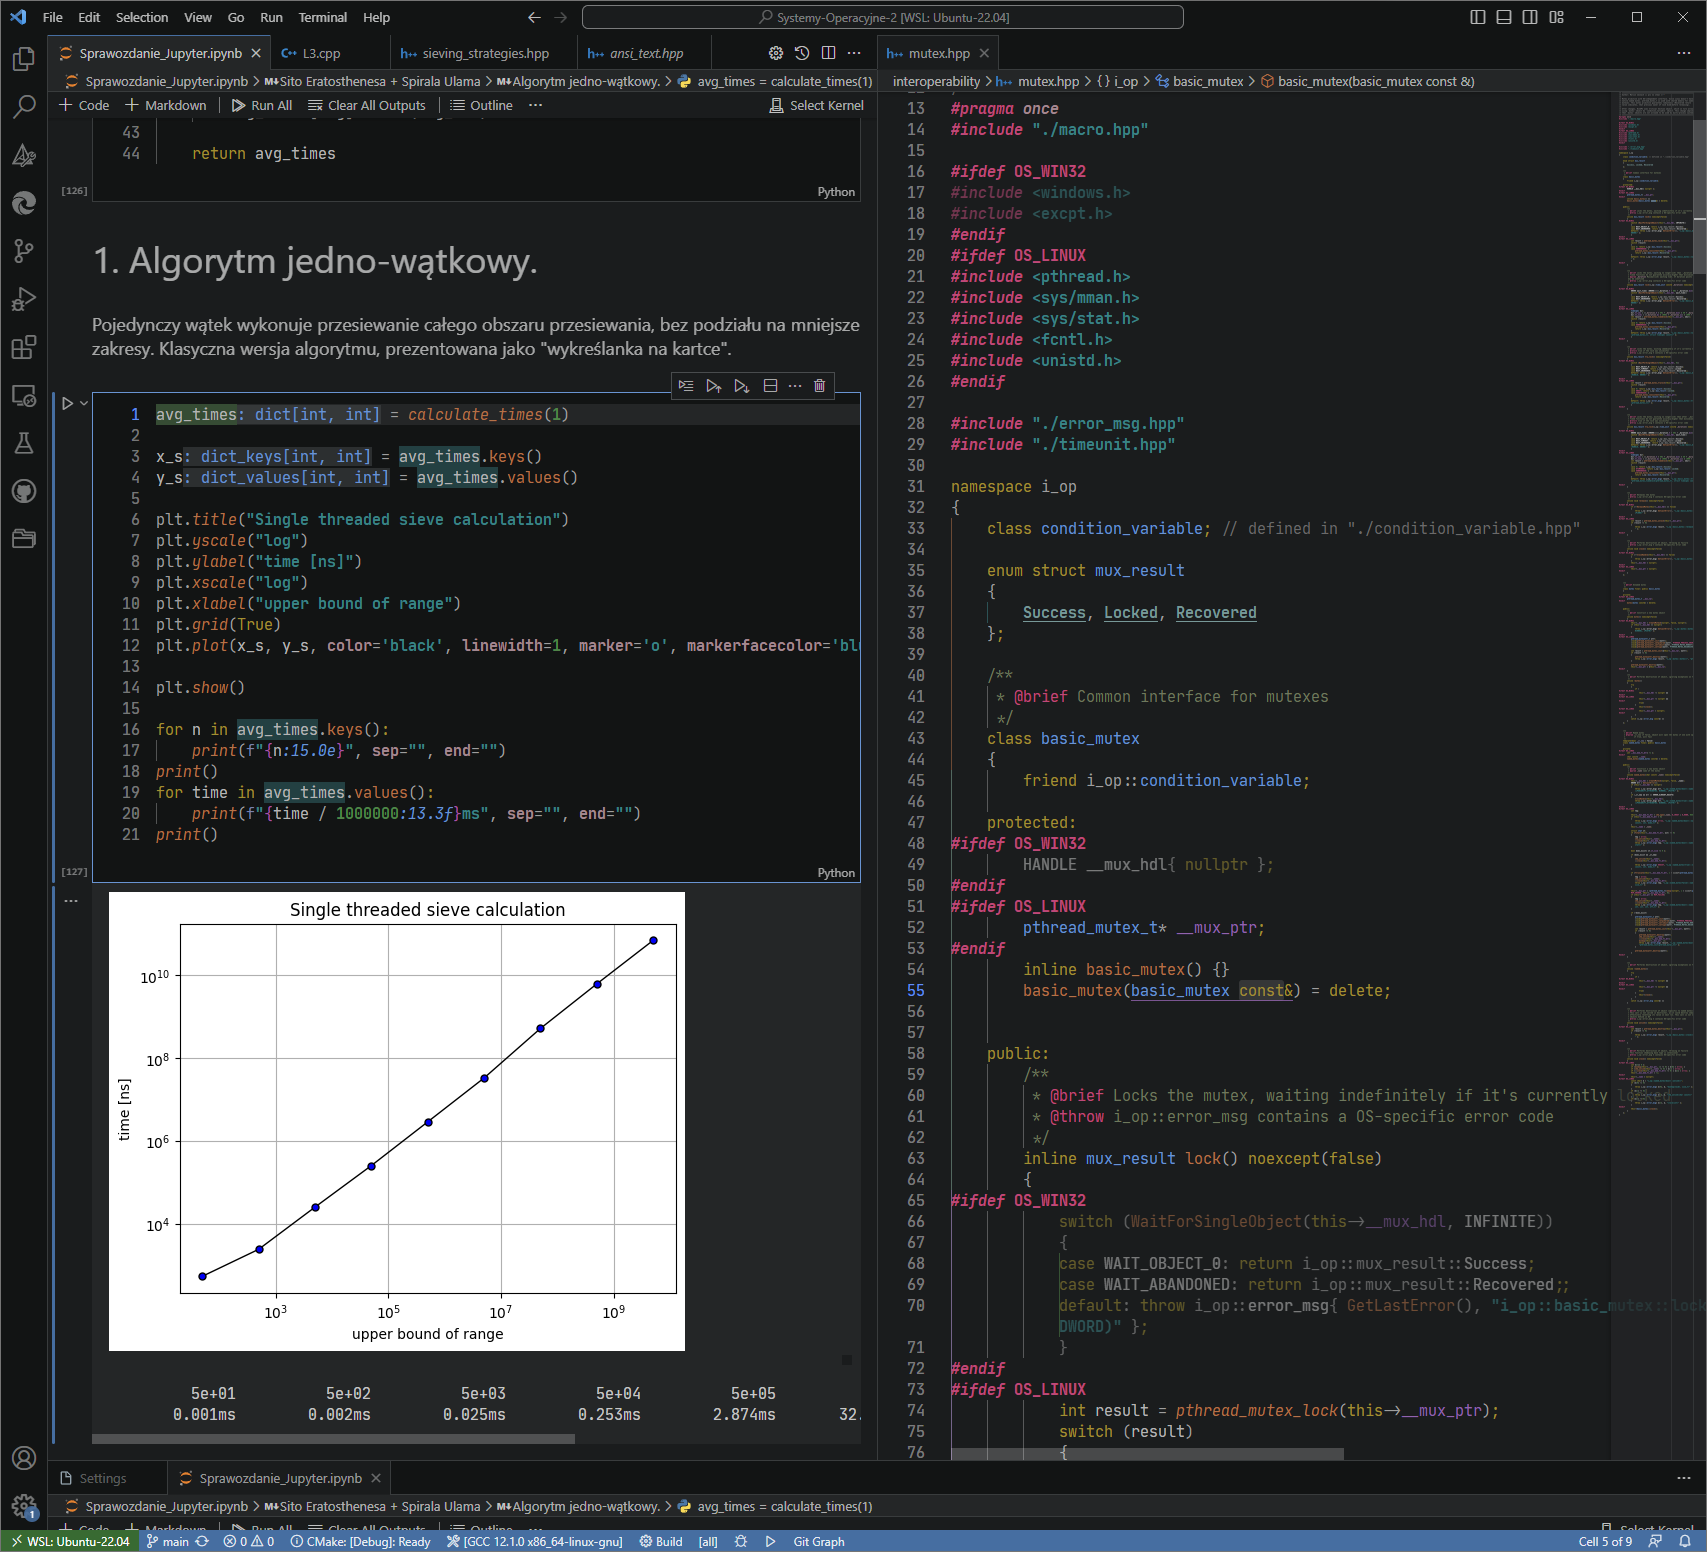 File Edit Selection View Go Run Terminal Help
Systemy-Operacyjne-2 [WSL: Ubuntu-22.04]
Sprawozdanie_Jupyter.ipynb
C++ L3.cpp
h++ sieving_strategies.hpp
h++ ansi_text.hpp
Sprawozdanie_Jupyter.ipynb > M↓Sito Eratosthenesa + Spirala Ulama > M↓Algorytm jedno-wątkowy. > avg_times = calculate_times(1)
+ Code + Markdown Run All Clear All Outputs Outline ... Select Kernel
43
44 return avg_times
[126] Python
1. Algorytm jedno-wątkowy.
Pojedynczy wątek wykonuje przesiewanie całego obszaru przesiewania, bez podziału na mniejsze
zakresy. Klasyczna wersja algorytmu, prezentowana jako "wykreślanka na kartce".
1 avg_times: dict[int, int] = calculate_times(1)
2
3 x_s: dict_keys[int, int] = avg_times.keys()
4 y_s: dict_values[int, int] = avg_times.values()
5
6 plt.title("Single threaded sieve calculation")
7 plt.yscale("log")
8 plt.ylabel("time [ns]")
9 plt.xscale("log")
10 plt.xlabel("upper bound of range")
11 plt.grid(True)
12 plt.plot(x_s, y_s, color='black', linewidth=1, marker='o', markerfacecolor='blu
13
14 plt.show()
15
16 for n in avg_times.keys():
17 print(f"{n:15.0e}", sep="", end="")
18 print()
19 for time in avg_times.values():
20 print(f"{time / 1000000:13.3f}ms", sep="", end="")
21 print()
[127] Python
Single threaded sieve calculation
10^10
10^8
10^6
10^4
time [ns]
10^3 10^5 10^7 10^9
upper bound of range
5e+01 5e+02 5e+03 5e+04 5e+05
0.001ms 0.002ms 0.025ms 0.253ms 2.874ms 32.
Settings
Sprawozdanie_Jupyter.ipynb
Sprawozdanie_Jupyter.ipynb > M↓Sito Eratosthenesa + Spirala Ulama > M↓Algorytm jedno-wątkowy. > avg_times = calculate_times(1)
+ Code + Markdown Run All Clear All Outputs Outline ... Select Kernel
h++ mutex.hpp
interoperability > h++ mutex.hpp > {} i_op > basic_mutex > basic_mutex(basic_mutex const &)
13 #pragma once
14 #include "./macro.hpp"
15
16 #ifdef OS_WIN32
17 #include <windows.h>
18 #include <excpt.h>
19 #endif
20 #ifdef OS_LINUX
21 #include <pthread.h>
22 #include <sys/mman.h>
23 #include <sys/stat.h>
24 #include <fcntl.h>
25 #include <unistd.h>
26 #endif
27
28 #include "./error_msg.hpp"
29 #include "./timeunit.hpp"
30
31 namespace i_op
32 {
33 class condition_variable; // defined in "./condition_variable.hpp"
34
35 enum struct mux_result
36 {
37 Success, Locked, Recovered
38 };
39
40 /**
41 * @brief Common interface for mutexes
42 */
43 class basic_mutex
44 {
45 friend i_op::condition_variable;
46
47 protected:
48 #ifdef OS_WIN32
49 HANDLE __mux_hdl{ nullptr };
50 #endif
51 #ifdef OS_LINUX
52 pthread_mutex_t* __mux_ptr;
53 #endif
54 inline basic_mutex() {}
55 basic_mutex(basic_mutex const&) = delete;
56
57
58 public:
59 /**
60 * @brief Locks the mutex, waiting indefinitely if it's currently locked
61 * @throw i_op::error_msg contains a OS-specific error code
62 */
63 inline mux_result lock() noexcept(false)
64 {
65 #ifdef OS_WIN32
66 switch (WaitForSingleObject(this->__mux_hdl, INFINITE))
67 {
68 case WAIT_OBJECT_0: return i_op::mux_result::Success;
69 case WAIT_ABANDONED: return i_op::mux_result::Recovered;;
70 default: throw i_op::error_msg{ GetLastError(), "i_op::basic_mutex::lock
DWORD)" };
71 }
72 #endif
73 #ifdef OS_LINUX
74 int result = pthread_mutex_lock(this->__mux_ptr);
75 switch (result)
76 {
WSL: Ubuntu-22.04 main 0 0 CMake: [Debug]: Ready [GCC 12.1.0 x86_64-linux-gnu] Build [all] Git Graph Cell 5 of 9